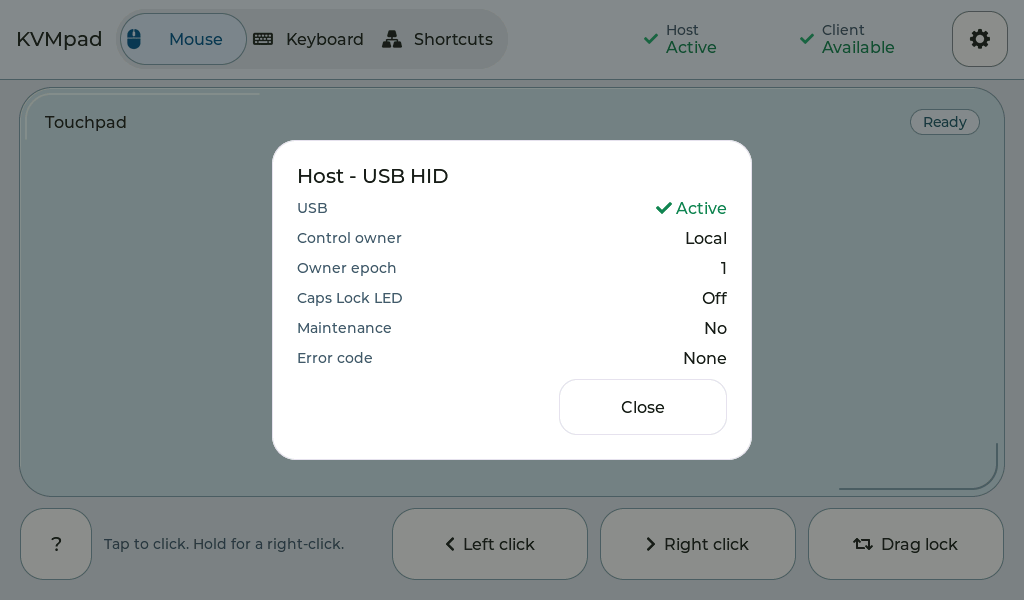 KVMpad
Mouse
Keyboard
Shortcuts
Host
Active
Client
Available
Touchpad
Ready
Host - USB HID
USB
Active
Control owner
Local
Owner epoch
1
Caps Lock LED
Off
Maintenance
No
Error code
None
Close
?
Tap to click. Hold for a right-click.
Left click
Right click
Drag lock